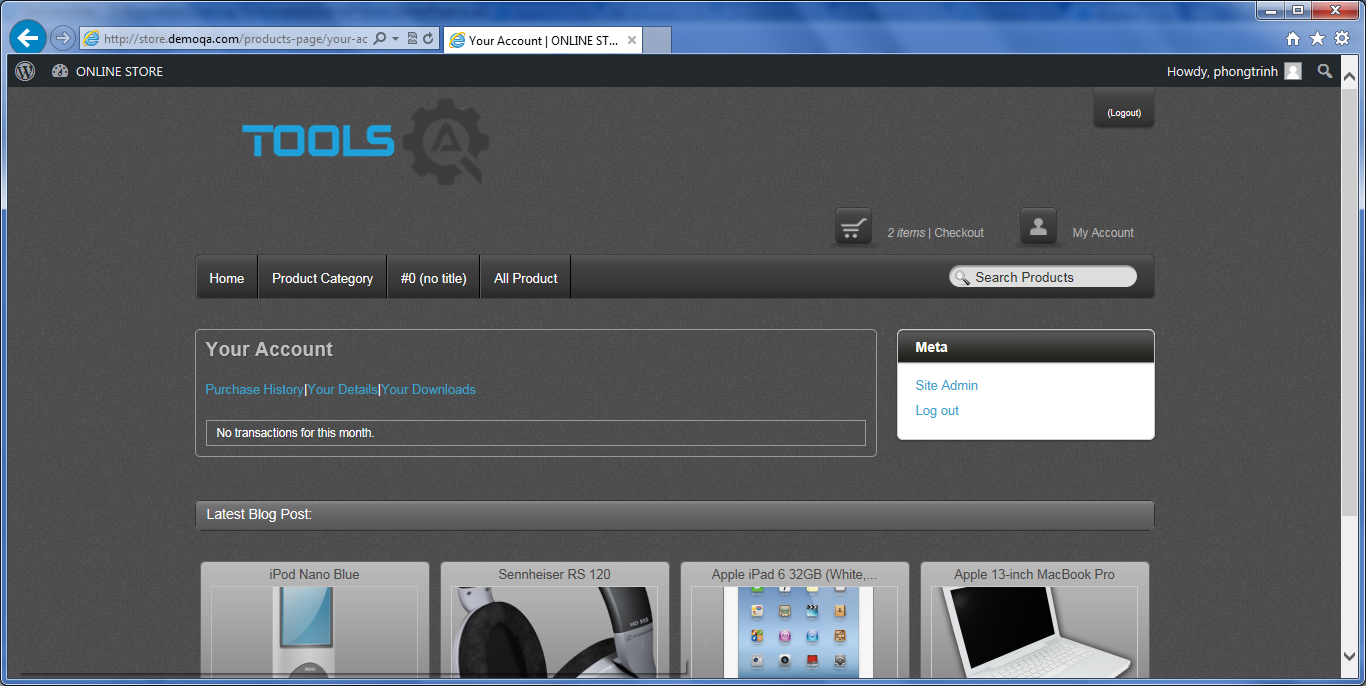 http://store.demoqa.com/products-page/your-ac
Your Account | ONLINE ST...
ONLINE STORE
Howdy, phongtrinh
(Logout)
TOOLS
2 items | Checkout
My Account
Home
Product Category
#0 (no title)
All Product
Search Products
Your Account
Meta
Purchase History|Your Details|Your Downloads
Site Admin
Log out
No transactions for this month.
Latest Blog Post:
iPod Nano Blue
Sennheiser RS 120
Apple iPad 6 32GB (White,...
Apple 13-inch MacBook Pro